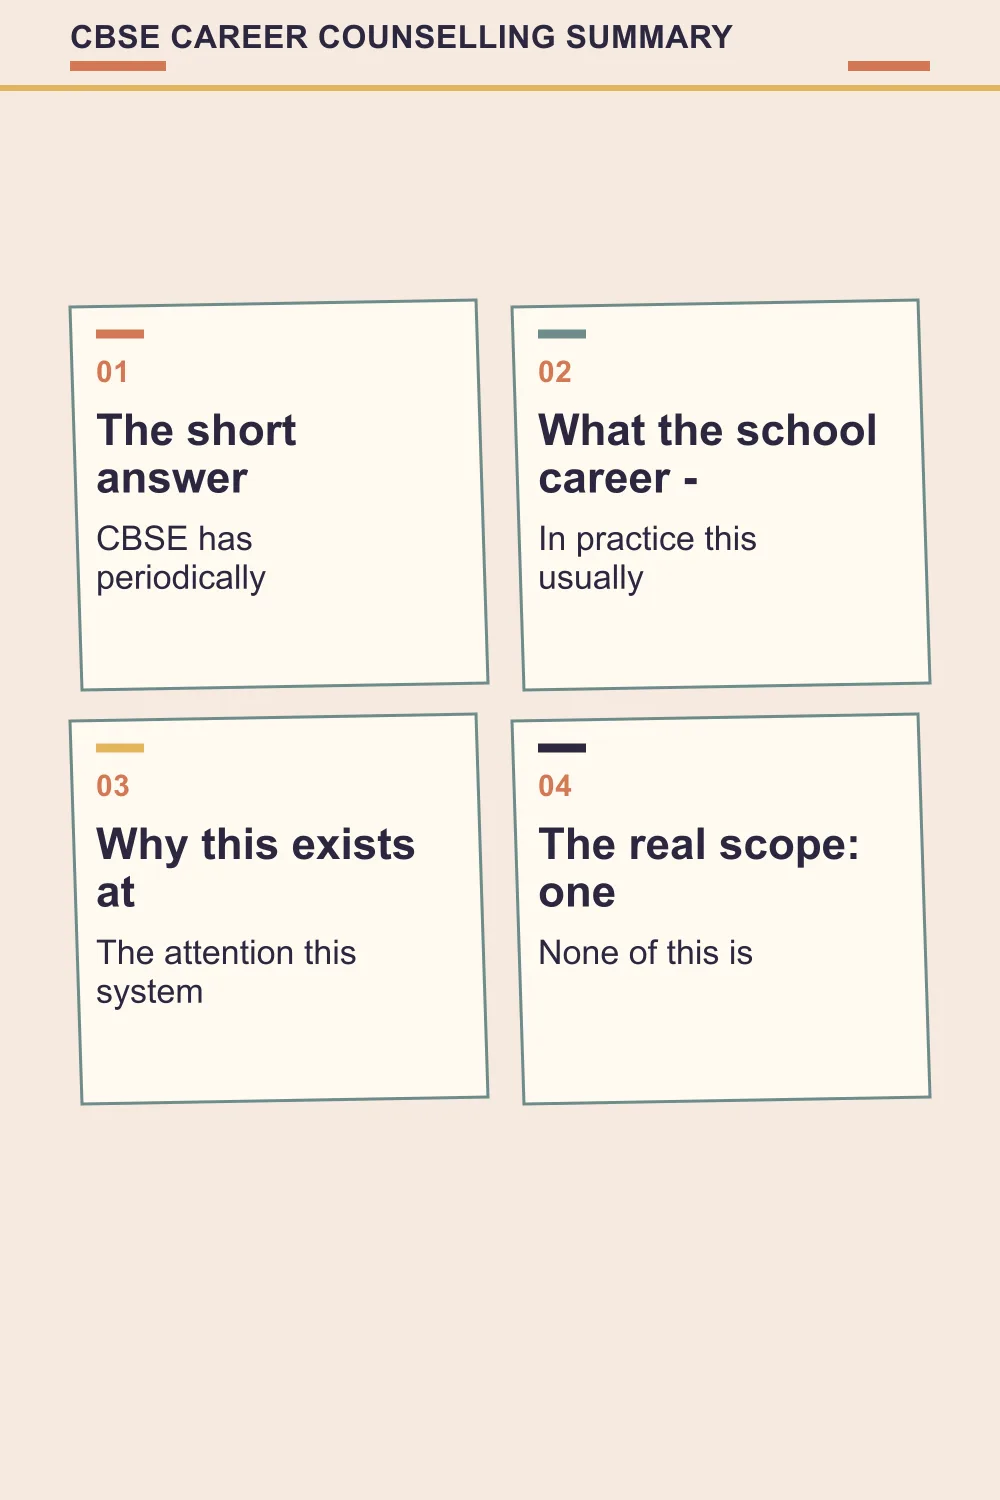 CBSE CAREER COUNSELLING SUMMARY
01
The short
answer
CBSE has
periodically
02
What the school
career -
In practice this
usually
03
Why this exists
at
The attention this
system
04
The real scope:
one
None of this is